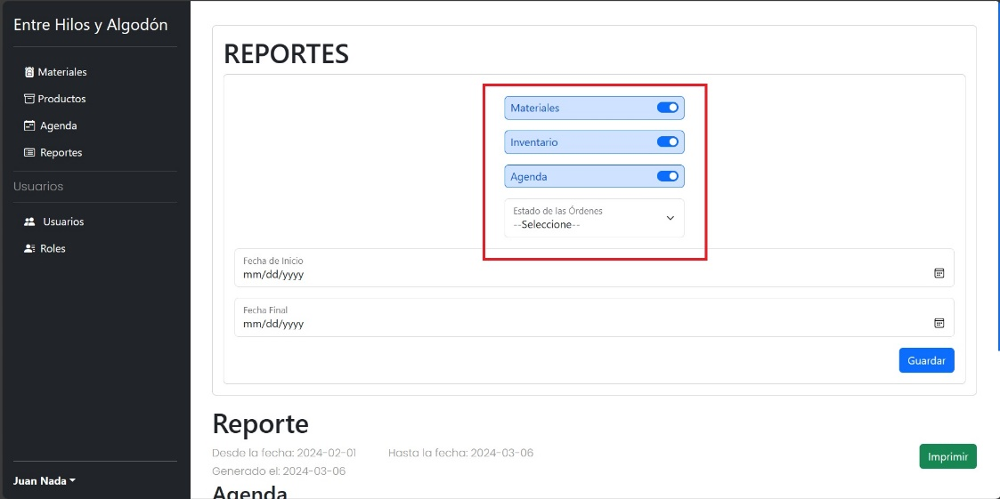 Entre Hilos y Algodón
Materiales
Productos
Agenda
Reportes
Usuarios
Usuarios
Roles
Juan Nada
REPORTES
Materiales
Inventario
Agenda
Estado de las Órdenes
--Seleccione--
Fecha de Inicio
mm/dd/yyyy
Fecha Final
mm/dd/yyyy
Guardar
Reporte
Desde la fecha: 2024-02-01 Hasta la fecha: 2024-03-06
Imprimir
Generado el: 2024-03-06
Agenda